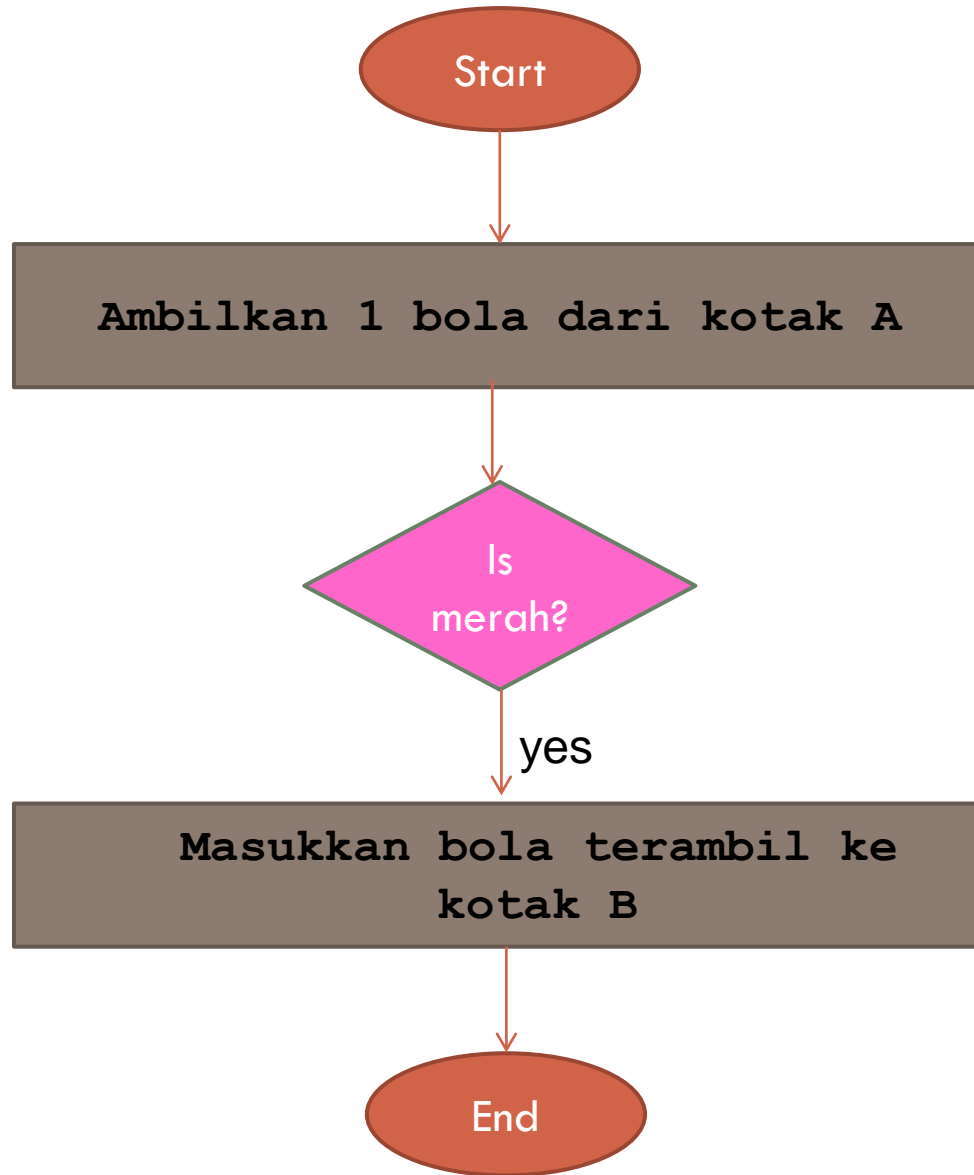 Start
Ambilkan 1 bola dari kotak A
Is
merah?
yes
Masukkan bola terambil ke
kotak B
End